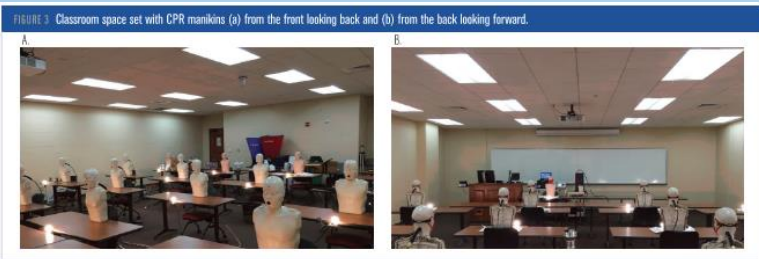 FIGURE 3 Classroom space set with CPR manikins (a) from the front looking back and (b) from the back looking forward.
A.
B.